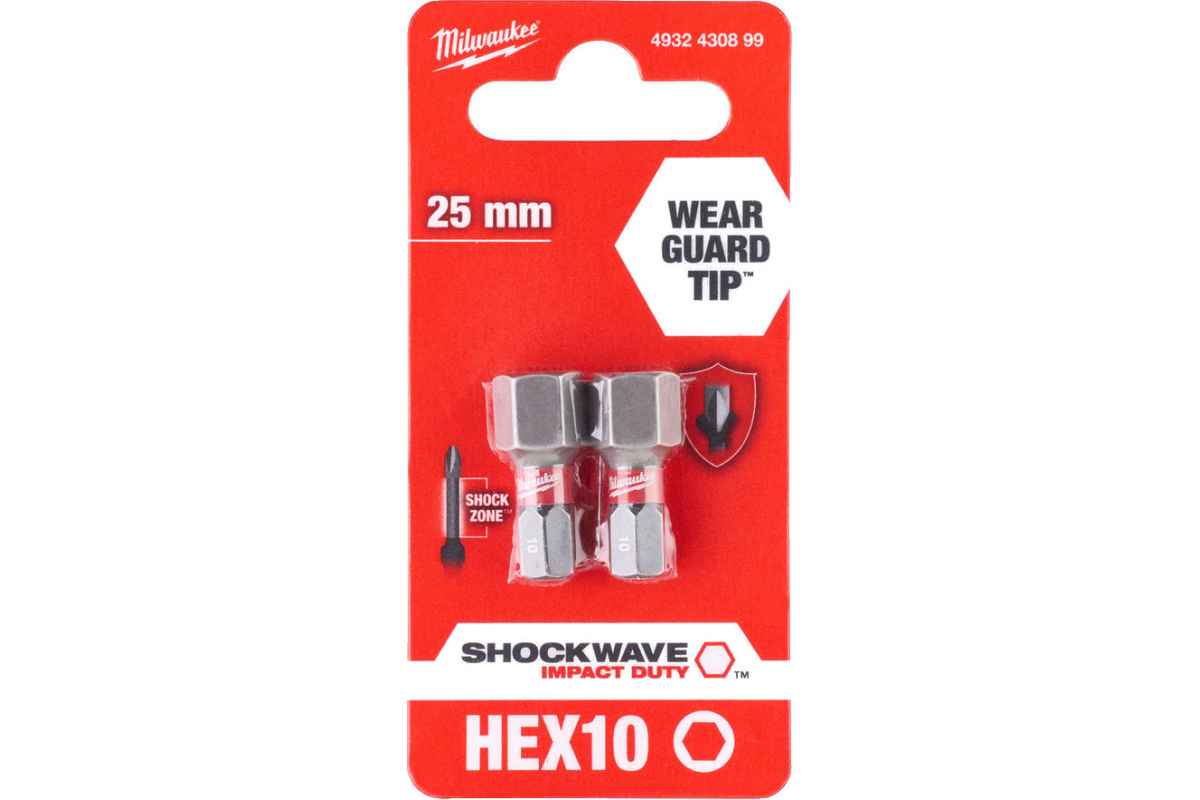 Milwaukee
4932 4308 99
25 mm
WEAR
GUARD
TIP™
SHOCK
ZONE™
Milwaukee
Milwaukee
10
10
SHOCKWAVE
IMPACT DUTY ™
HEX10